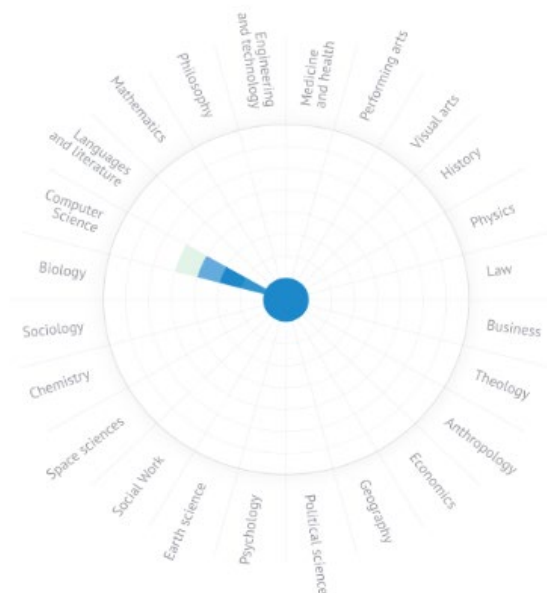 Engineering
and technology
Medicine
and health
Performing arts
Visual arts
History
Physics
Law
Business
Theology
Anthropology
Economics
Geography
Political science
Psychology
Earth science
Social Work
Space sciences
Chemistry
Sociology
Biology
Computer
Science
Languages
and literature
Mathematics
Philosophy